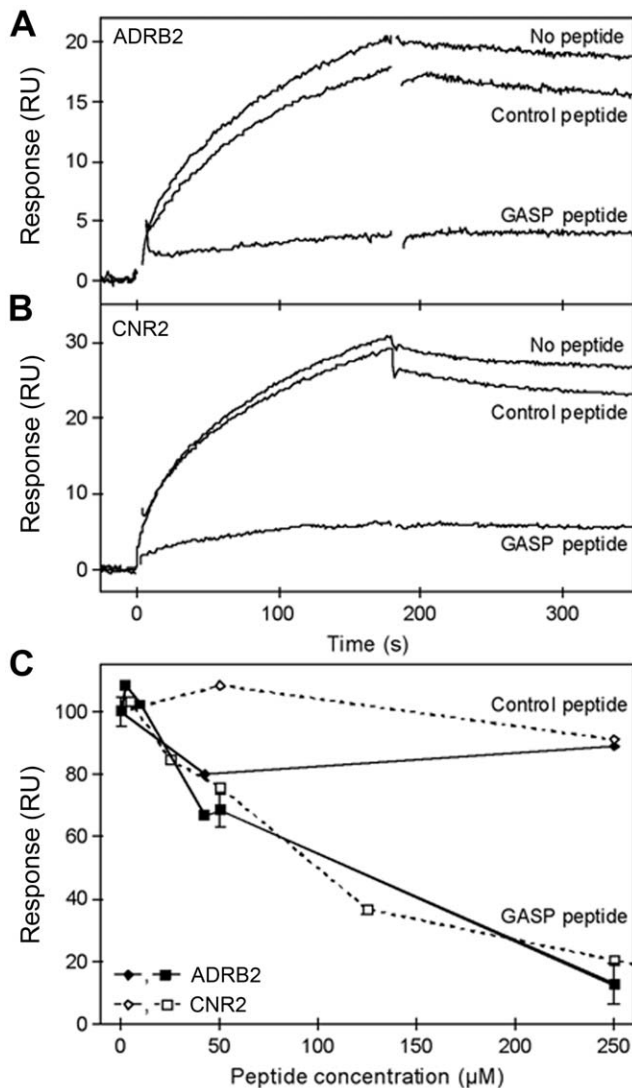 A
ADRB2
No peptide
Control peptide
GASP peptide
Response (RU)
20
15
10
5
0
B
CNR2
No peptide
Control peptide
GASP peptide
Response (RU)
30
20
10
0
0 100 200 300
Time (s)
C
Control peptide
GASP peptide
Response (RU)
100
80
60
40
20
0
, ADRB2
, CNR2
0 50 100 150 200 250
Peptide concentration (µM)